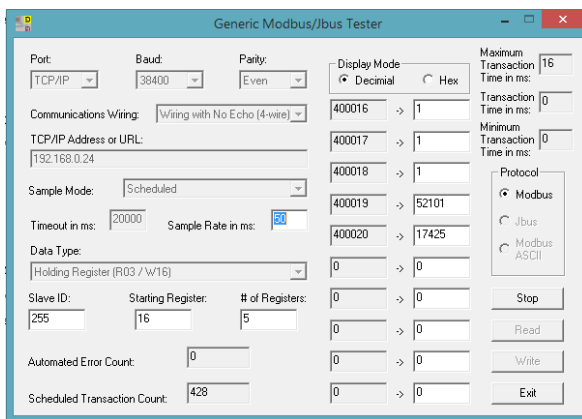 Generic Modbus/Jbus Tester
Port: Baud: Parity:
TCP/IP 38400 Even
Communications Wiring: Wiring with No Echo (4-wire)
TCP/IP Address or URL:
192.168.0.24
Sample Mode: Scheduled
Timeout in ms: 20000 Sample Rate in ms: 50
Data Type:
Holding Register (R03 / W16)
Slave ID: Starting Register: # of Registers:
255 16 5
Automated Error Count: 0
Scheduled Transaction Count: 428
Display Mode
Decimial Hex
400016 -> 1
400017 -> 1
400018 -> 1
400019 -> 52101
400020 -> 17425
0 -> 0
0 -> 0
0 -> 0
0 -> 0
0 -> 0
Maximum
Transaction 16
Time in ms:
Transaction 0
Time in ms:
Minimum
Transaction 0
Time in ms:
Protocol
Modbus
Jbus
Modbus
ASCII
Stop
Read
Write
Exit